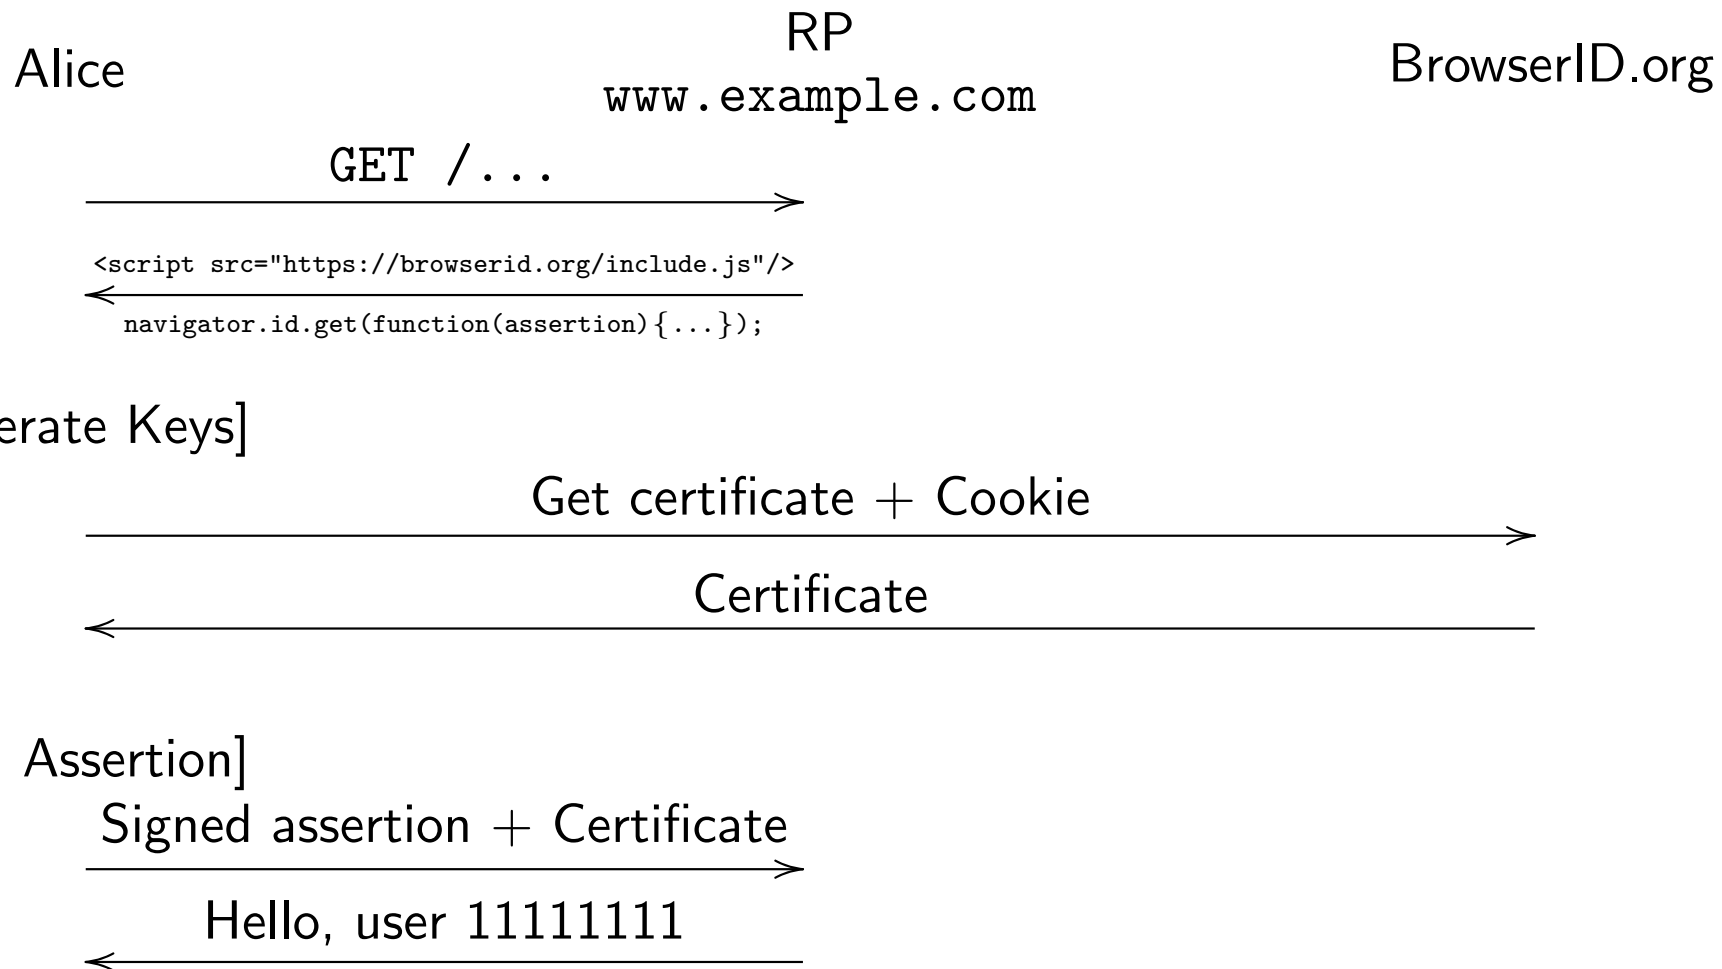 Alice
RP
www.example.com
BrowserID.org
GET /...
<script src="https://browserid.org/include.js"/>
navigator.id.get(function(assertion){...});
erate Keys]
Get certificate + Cookie
Certificate
Assertion]
Signed assertion + Certificate
Hello, user 11111111